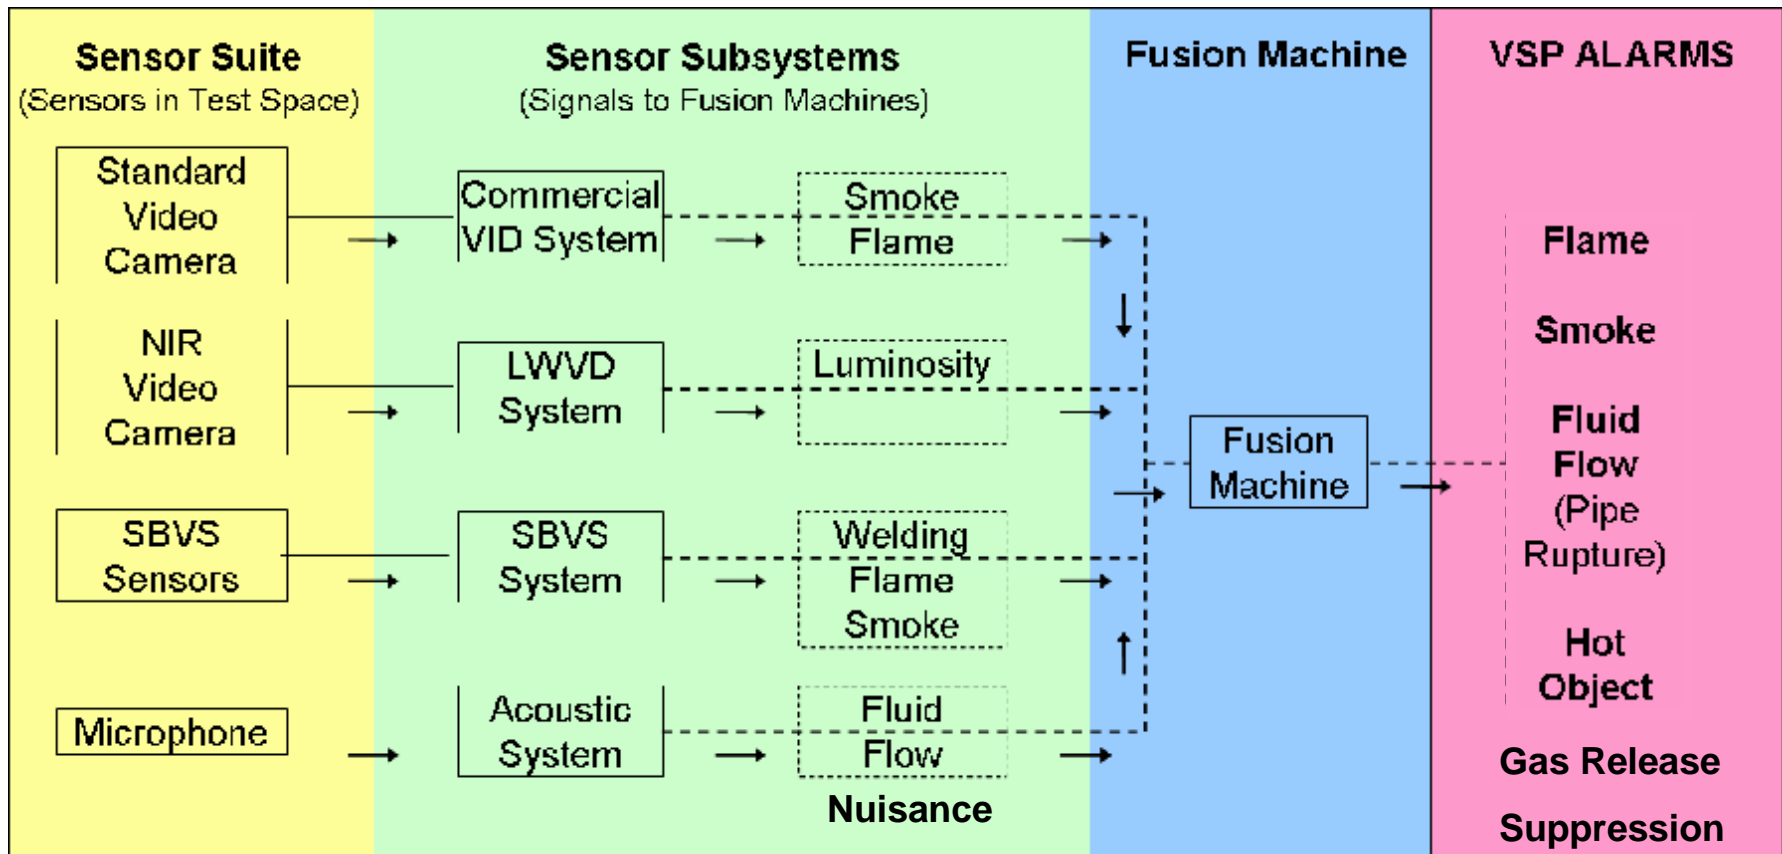 Sensor Suite
(Sensors in Test Space)
Standard
Video
Camera
NIR
Video
Camera
SBVS
Sensors
Microphone
Sensor Subsystems
(Signals to Fusion Machines)
Commercial
VID System
LWVD
System
SBVS
System
Acoustic
System
Smoke
Flame
Luminosity
Welding
Flame
Smoke
Fluid
Flow
Nuisance
Fusion Machine
Fusion
Machine
VSP ALARMS
Flame
Smoke
Fluid
Flow
(Pipe
Rupture)
Hot
Object
Gas Release
Suppression